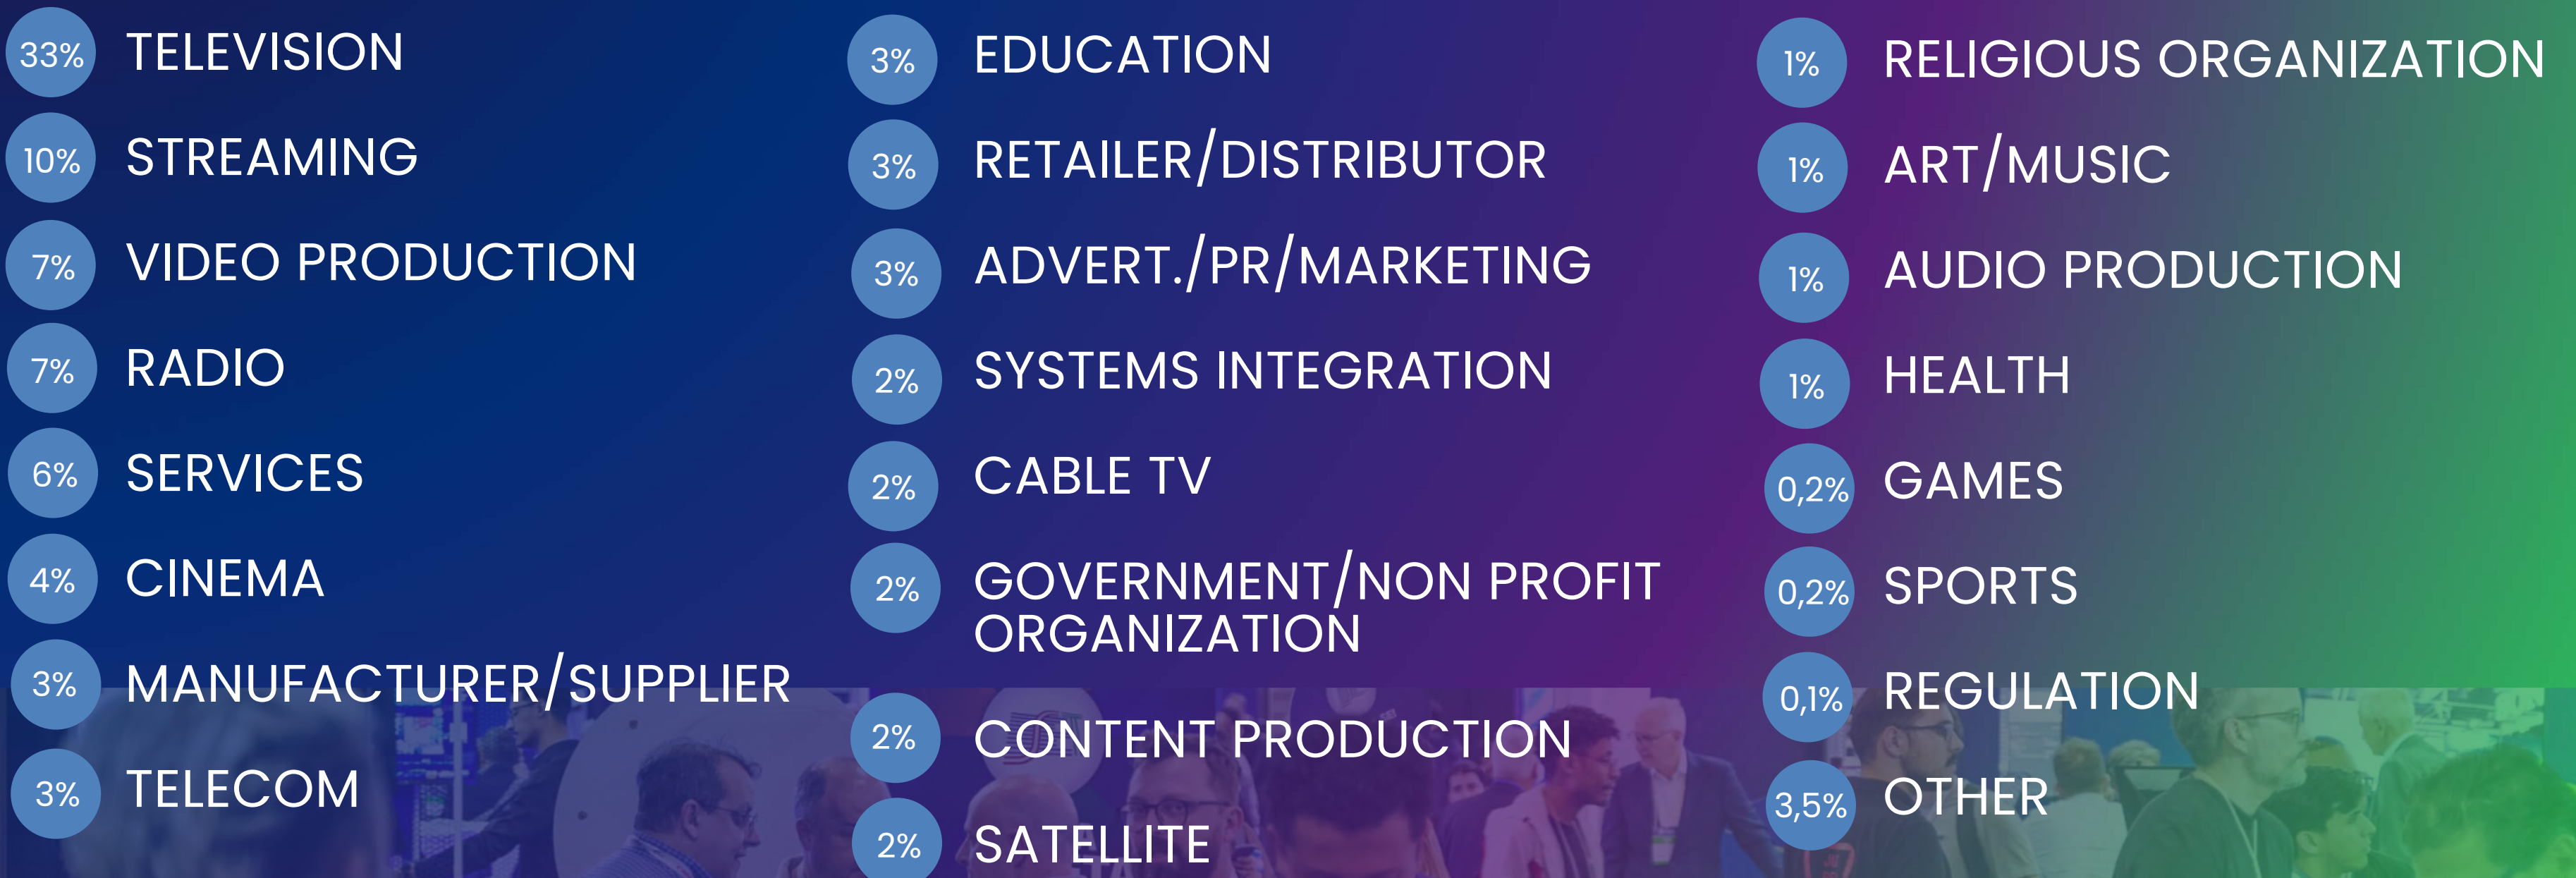 33% TELEVISION
10% STREAMING
7% VIDEO PRODUCTION
7% RADIO
6% SERVICES
4% CINEMA
3% MANUFACTURER/SUPPLIER
3% TELECOM
3% EDUCATION
3% RETAILER/DISTRIBUTOR
3% ADVERT./PR/MARKETING
2% SYSTEMS INTEGRATION
2% CABLE TV
2% GOVERNMENT/NON PROFIT
ORGANIZATION
2% CONTENT PRODUCTION
2% SATELLITE
1% RELIGIOUS ORGANIZATION
1% ART/MUSIC
1% AUDIO PRODUCTION
1% HEALTH
0,2% GAMES
0,2% SPORTS
0,1% REGULATION
3,5% OTHER